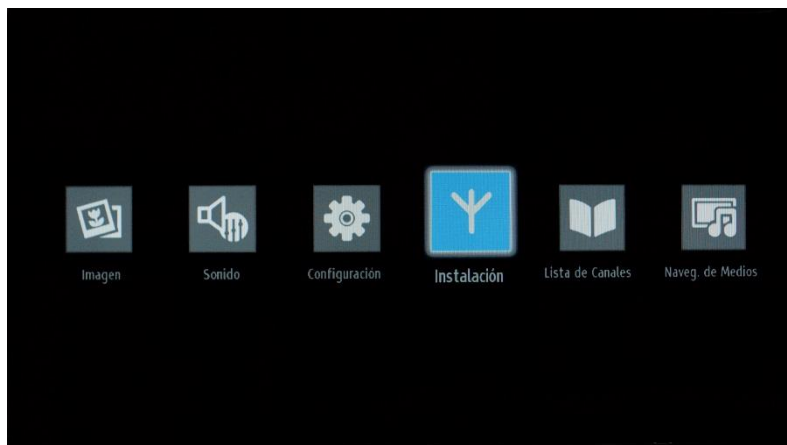 Imagen
Sonido
Configuración
Instalación
Lista de Canales
Naveg. de Medios